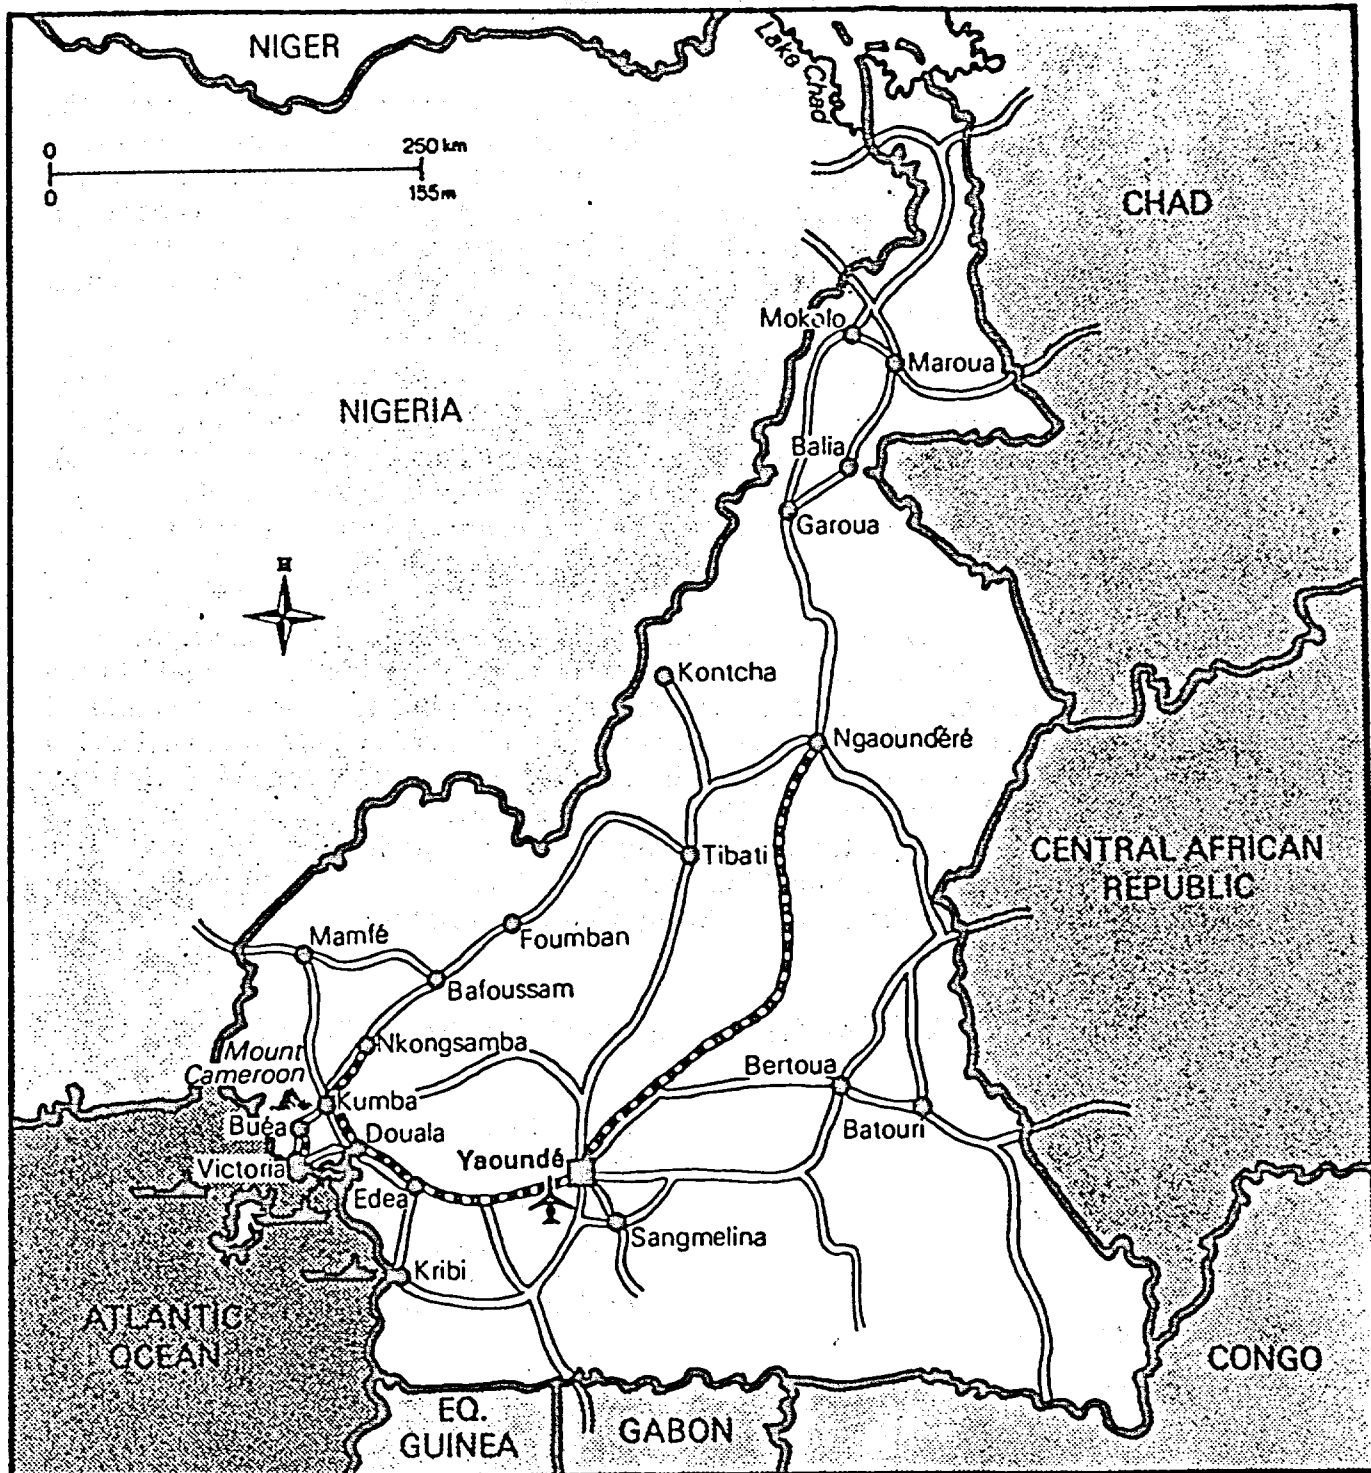 NIGER
Lake Chad
0 250 km
0 155m
CHAD
Mokolo
Maroua
NIGERIA
Balia
Garoua
N
Kontcha
Ngaoundéré
Tibati
CENTRAL AFRICAN
REPUBLIC
Mamfé
Foumban
Bafoussam
Nkongsamba
Mount
Cameroon
Bertoua
Kumba
Buéa
Douala
Batouri
Yaoundé
Victoria
Edea
Sangmelina
Kribi
ATLANTIC
OCEAN
CONGO
EQ.
GUINEA
GABON